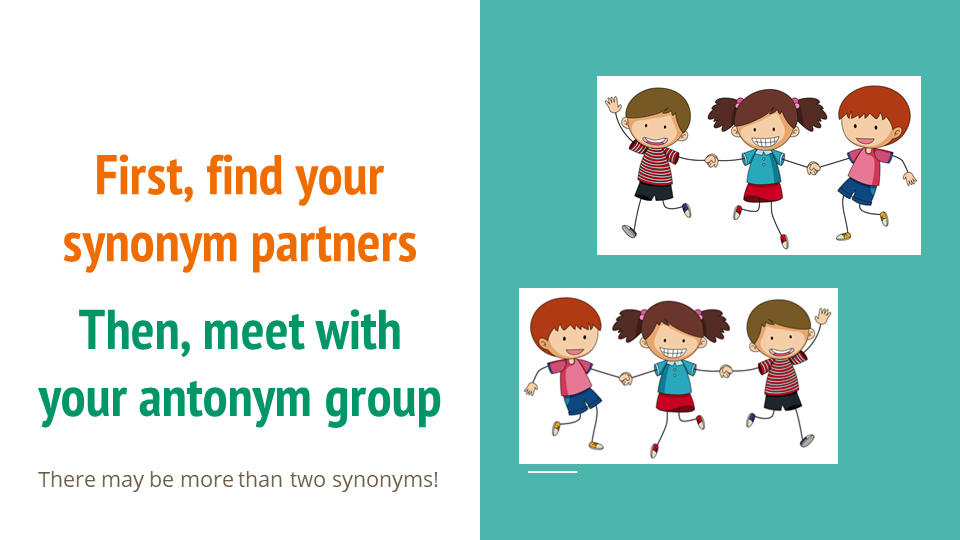 First, find your
synonym partners
Then, meet with
your antonym group
There may be more than two synonyms!